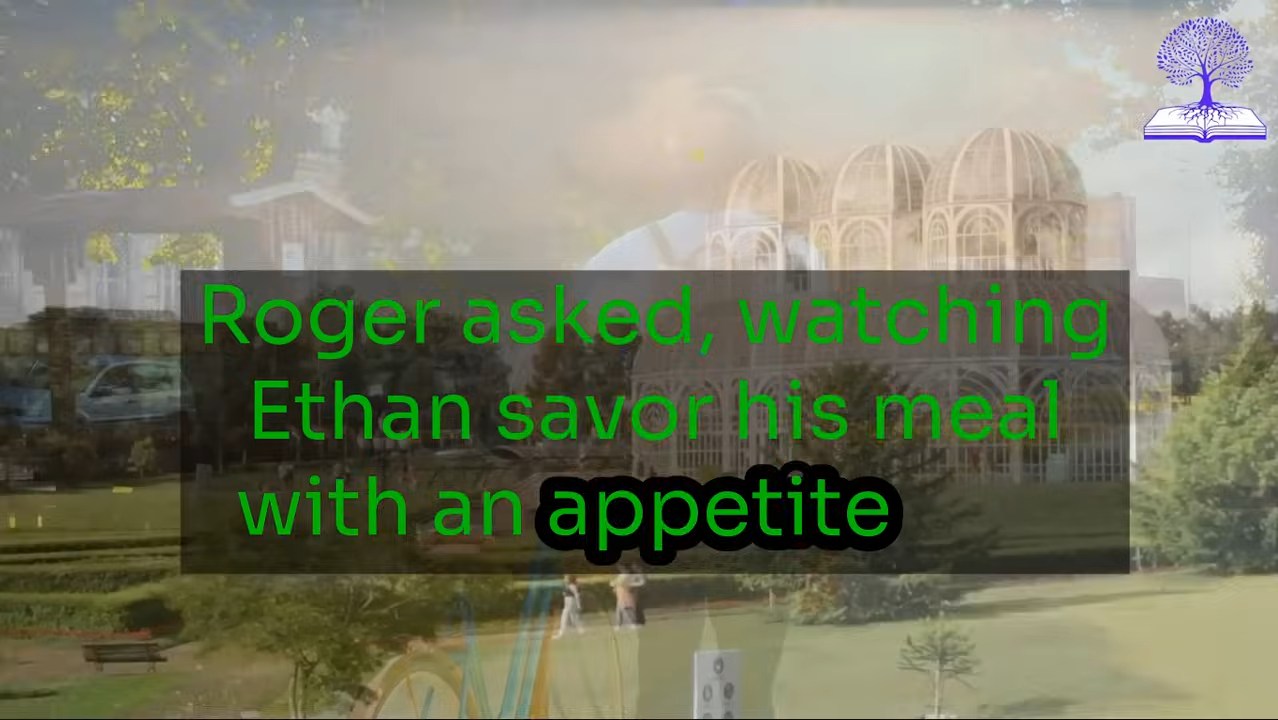 Roger asked, watching
Ethan savor his meal
with an appetite